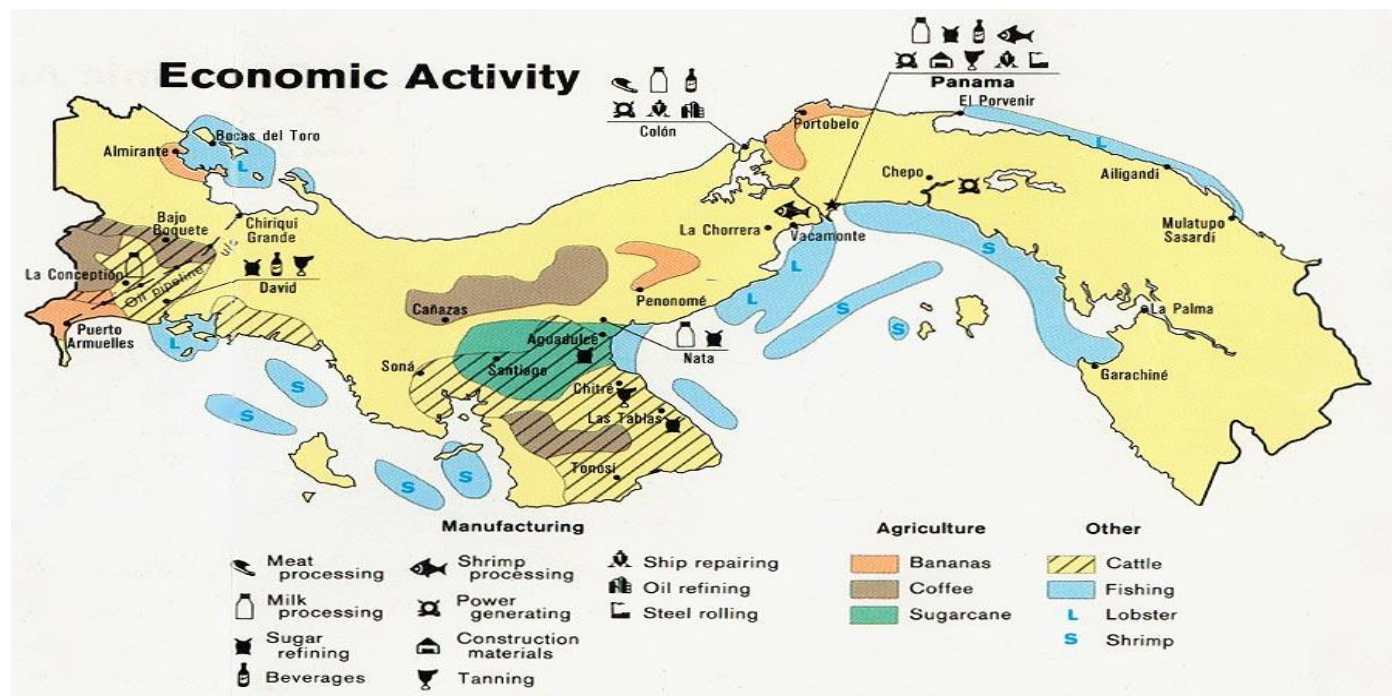 Economic Activity
Panama
El Porvenir
Colón
Portobelo
Bocas del Toro
Almirante
L
L
Chepo
Ailigandí
Bajo
Boquete
Chiriquí
Grande
La Chorrera
Vacamonte
Mulatupo
Sasardí
La Concepción
Oil pipeline
David
S
L
L
S
S
Cañazas
Penonomé
La Palma
Puerto
Armuelles
L
Aguadulce
Nata
Soná
Santiago
Garachiné
S
Chitré
S
Las Tablas
Tonosí
S
S
Manufacturing
Agriculture
Other
Meat
processing
Shrimp
processing
Ship repairing
Bananas
Cattle
Milk
processing
Power
generating
Oil refining
Coffee
Fishing
Steel rolling
Sugarcane
L
Lobster
Sugar
refining
Construction
materials
S
Shrimp
Beverages
Tanning